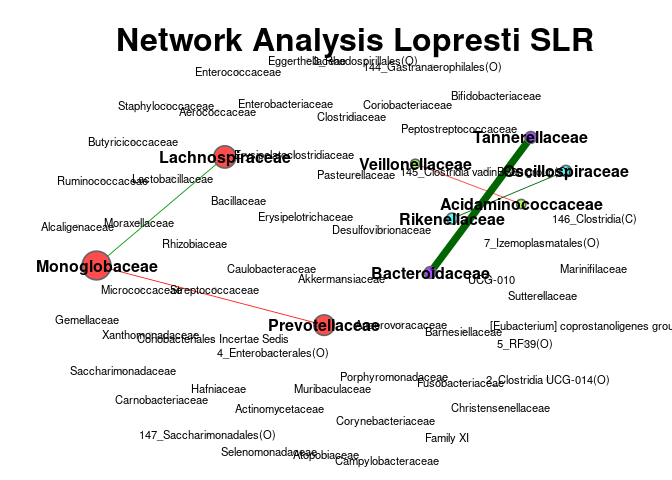 Network Analysis Lopresti SLR
Eggerthellaceae
3_Rhodospirillales(O)
144_Gastranaerophilales(O)
Enterococcaceae
Bifidobacteriaceae
Staphylococcaceae
Enterobacteriaceae
Coriobacteriaceae
Aerococcaceae
Clostridiaceae
Peptostreptococcaceae
Tannerellaceae
Butyricicoccaceae
Lachnospiraceae
Erysipelatoclostridiaceae
Veillonellaceae
Oscillospiraceae
Pasteurellaceae
Ruminococcaceae
Lactobacillaceae
Bacillaceae
Acidaminococcaceae
Erysipelotrichaceae
Rikenellaceae
146_Clostridia(C)
Alcaligenaceae
Moraxellaceae
Desulfovibrionaceae
Rhizobiaceae
7_Izemoplasmatales(O)
Monoglobaceae
Caulobacteraceae
Akkermansiaceae
Bacteroidaceae
UCG-010
Marinifilaceae
Micrococcaceae
Streptococcaceae
Sutterellaceae
Gemellaceae
Prevotellaceae
Anaerovoracaceae
Barnesiellaceae
[Eubacterium] coprostanoligenes grou
Xanthomonadaceae
Coriobacteriales Incertae Sedis
5_RF39(O)
4_Enterobacterales(O)
Saccharimonadaceae
Porphyromonadaceae
Fusobacteriaceae
2_Clostridia UCG-014(O)
Hafniaceae
Muribaculaceae
Carnobacteriaceae
Actinomycetaceae
Christensenellaceae
Corynebacteriaceae
147_Saccharimonadales(O)
Family XI
Selenomonadaceae
Atopobiaceae
Campylobacteraceae
145_Clostridia